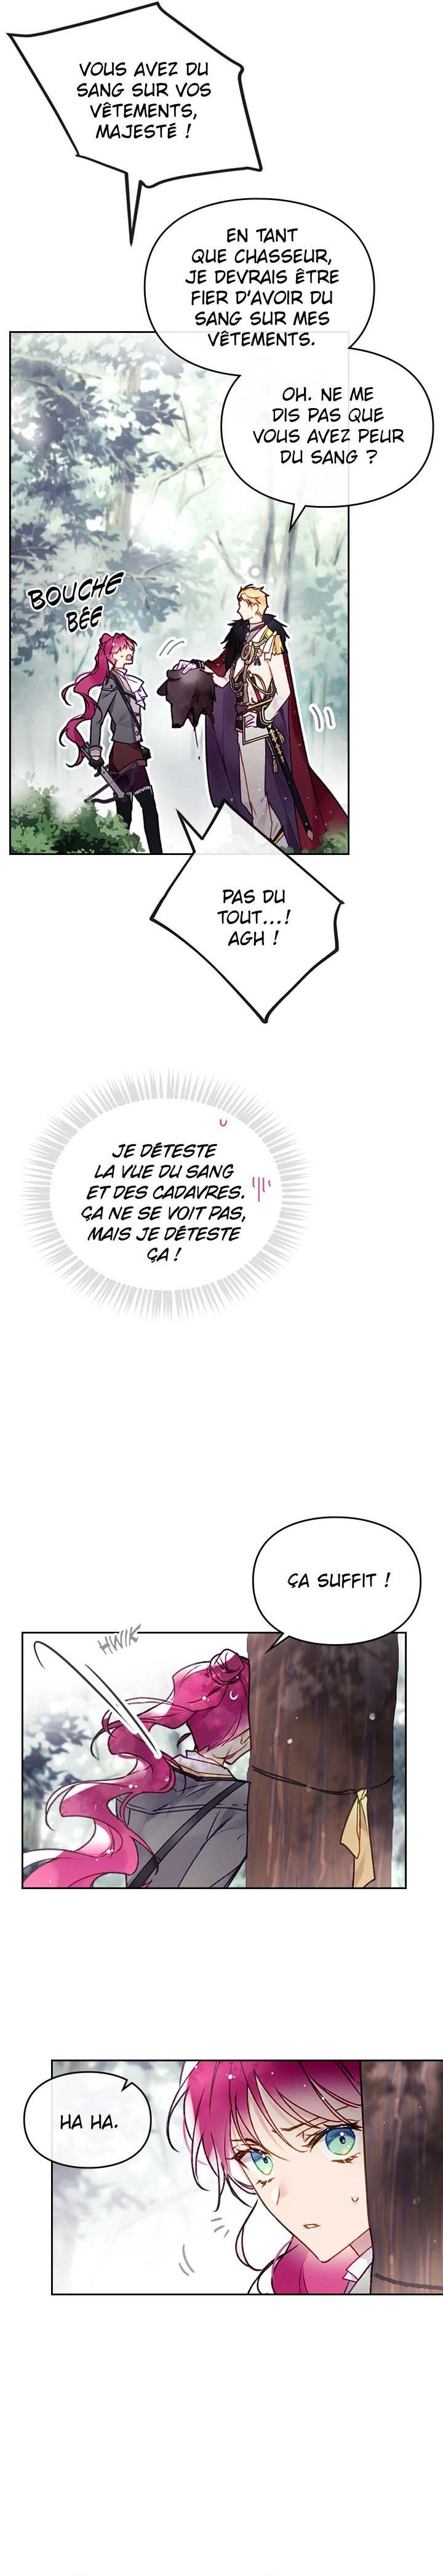 VOUS AVEZ DU
SANG SUR VOS
VÊTEMENTS,
MAJESTÉ !
EN TANT
QUE CHASSEUR,
JE DEVRAIS ÊTRE
FIER D'AVOIR DU
SANG SUR MES
VÊTEMENTS.
OH. NE ME
DIS PAS QUE
VOUS AVEZ PEUR
DU SANG ?
BOUCHE
BÉE
PAS DU
TOUT...!
AGH !
JE DÉTESTE
LA VUE DU SANG
ET DES CADAVRES.
ÇA NE SE VOIT PAS,
MAIS JE DÉTESTE
ÇA !
ÇA SUFFIT !
HWIK
HA HA.